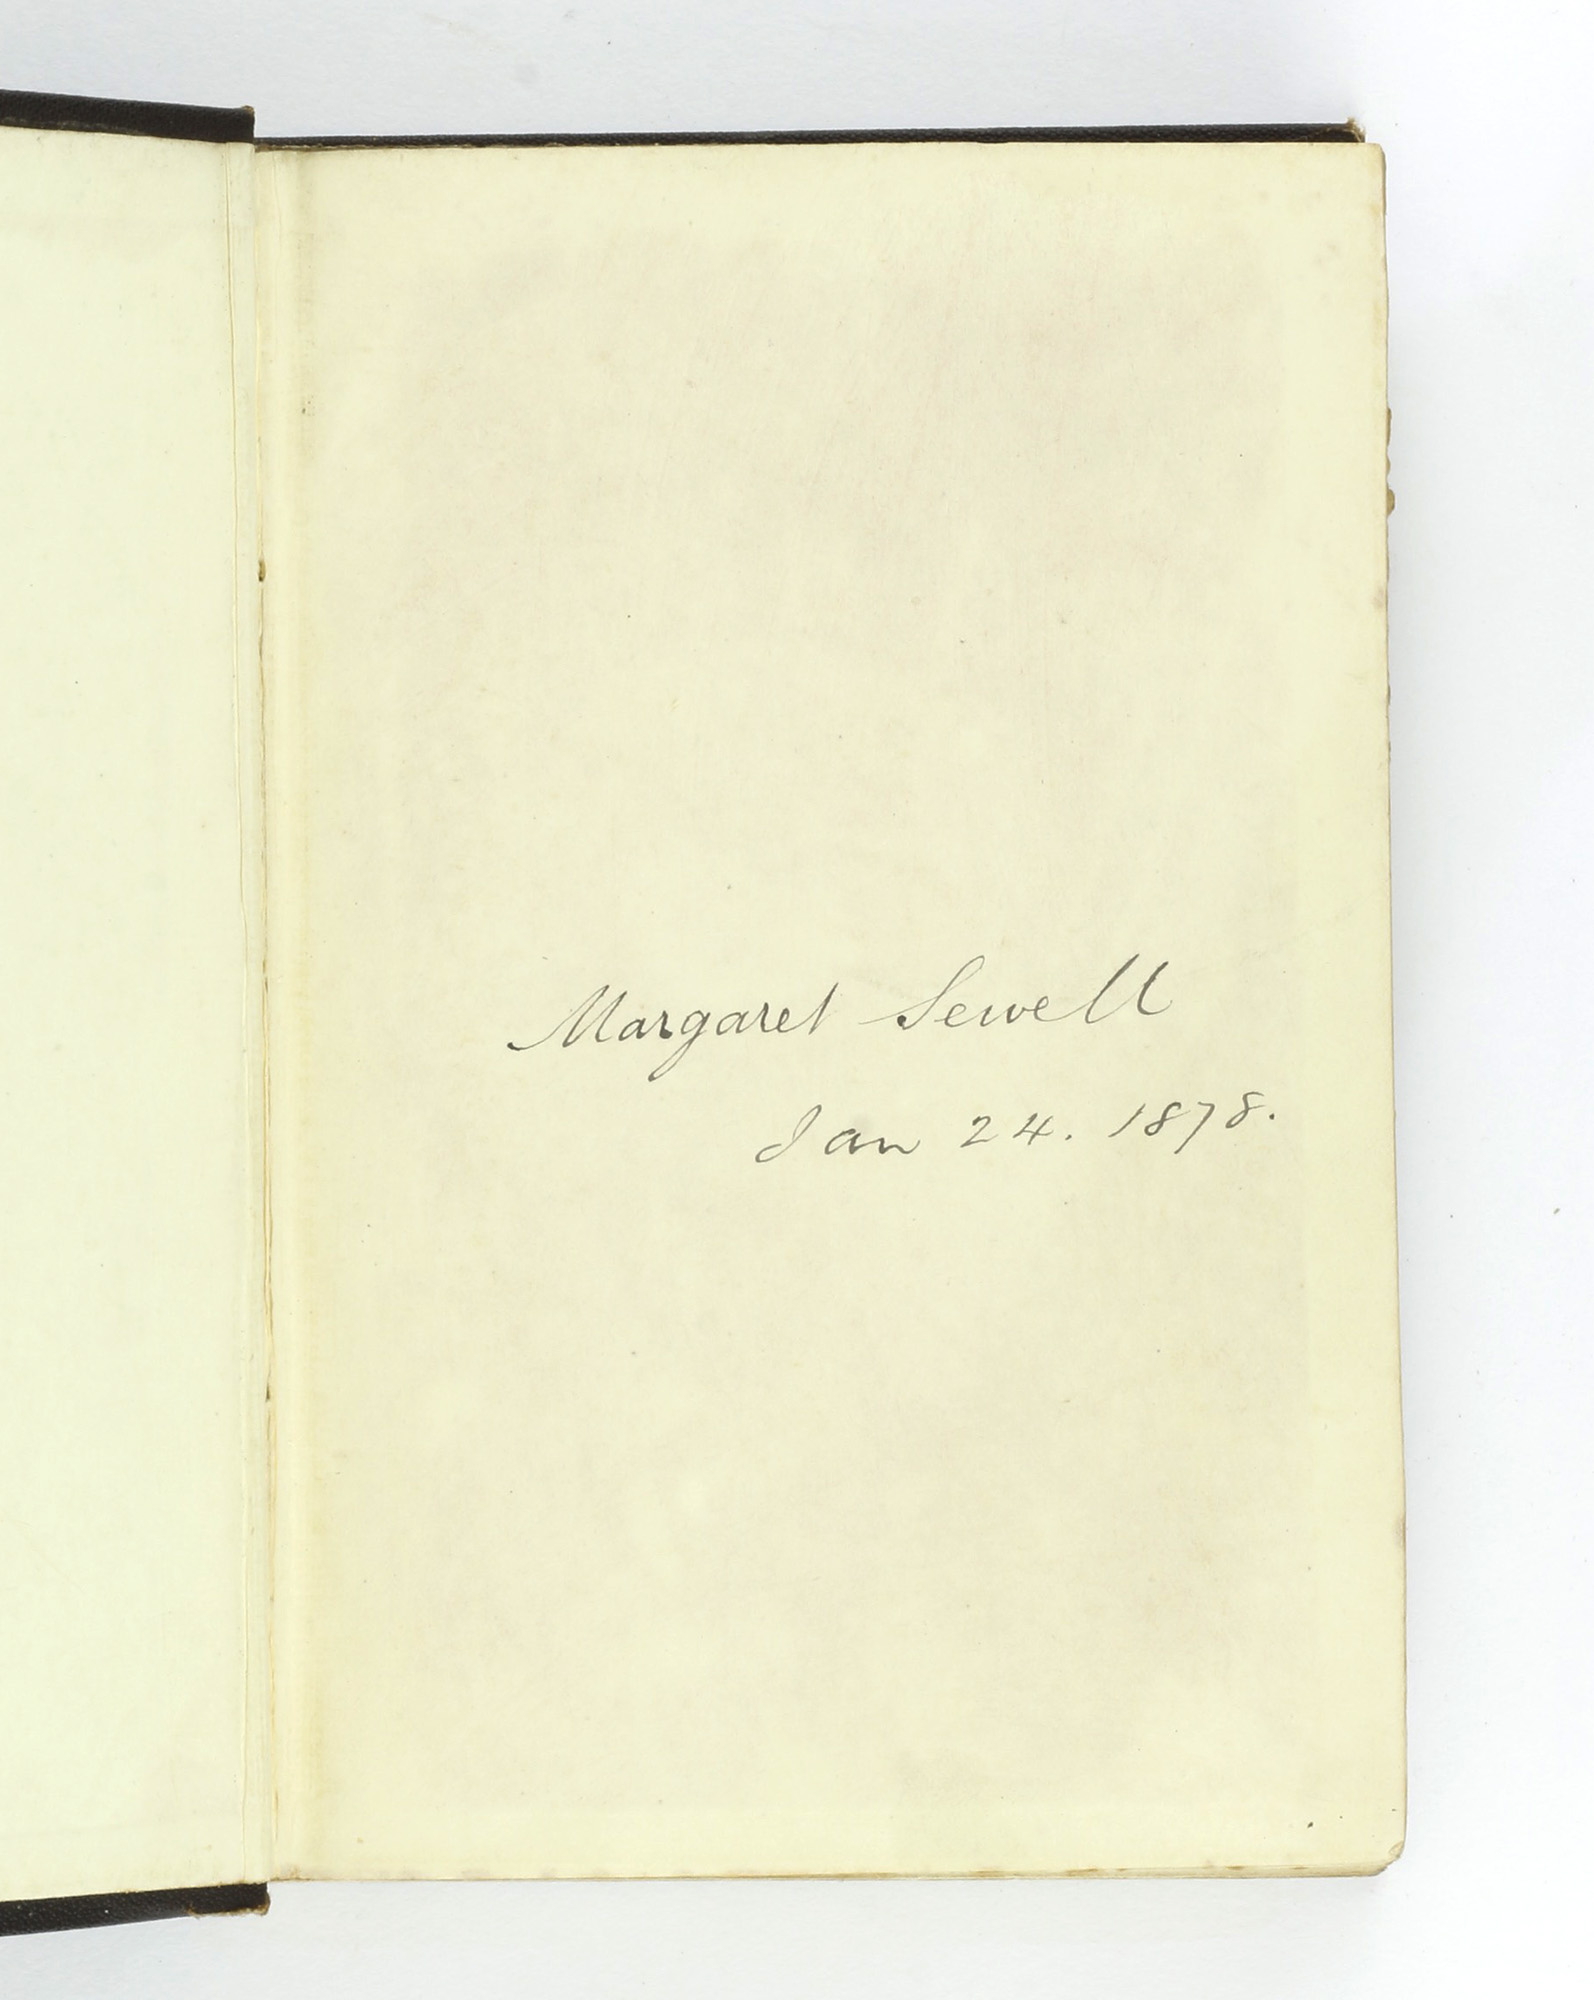 Margaret Sewell
Jan 24. 1878.